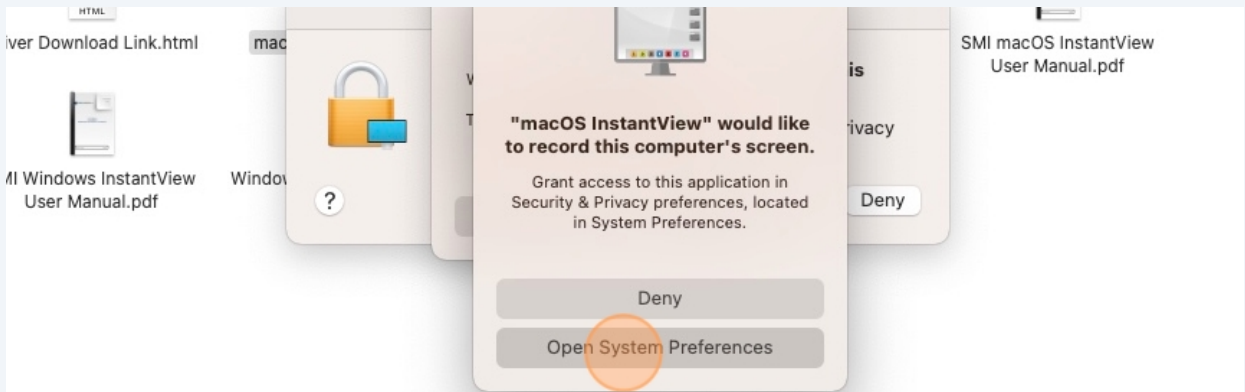 HTML
iver Download Link.html
mac
is
SMI macOS InstantView
User Manual.pdf
"macOS InstantView" would like
to record this computer's screen.
rivacy
Grant access to this application in
Security & Privacy preferences, located
in System Preferences.
MI Windows InstantView
User Manual.pdf
Window
?
Deny
Deny
Open System Preferences